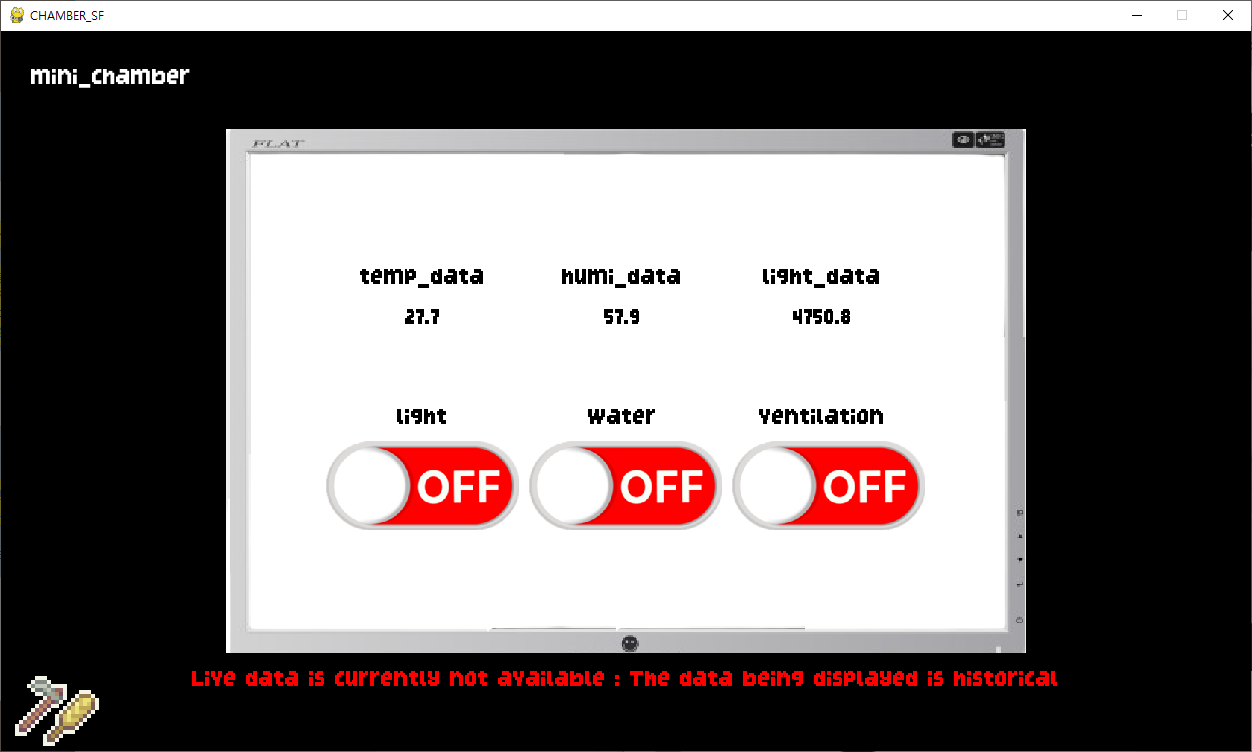 CHAMBER_SF
mini_chamber
FLAT
temp_data humi_data light_data
27.7 57.9 4750.8
light water ventilation
OFF OFF OFF
Live data is currently not available : The data being displayed is historical